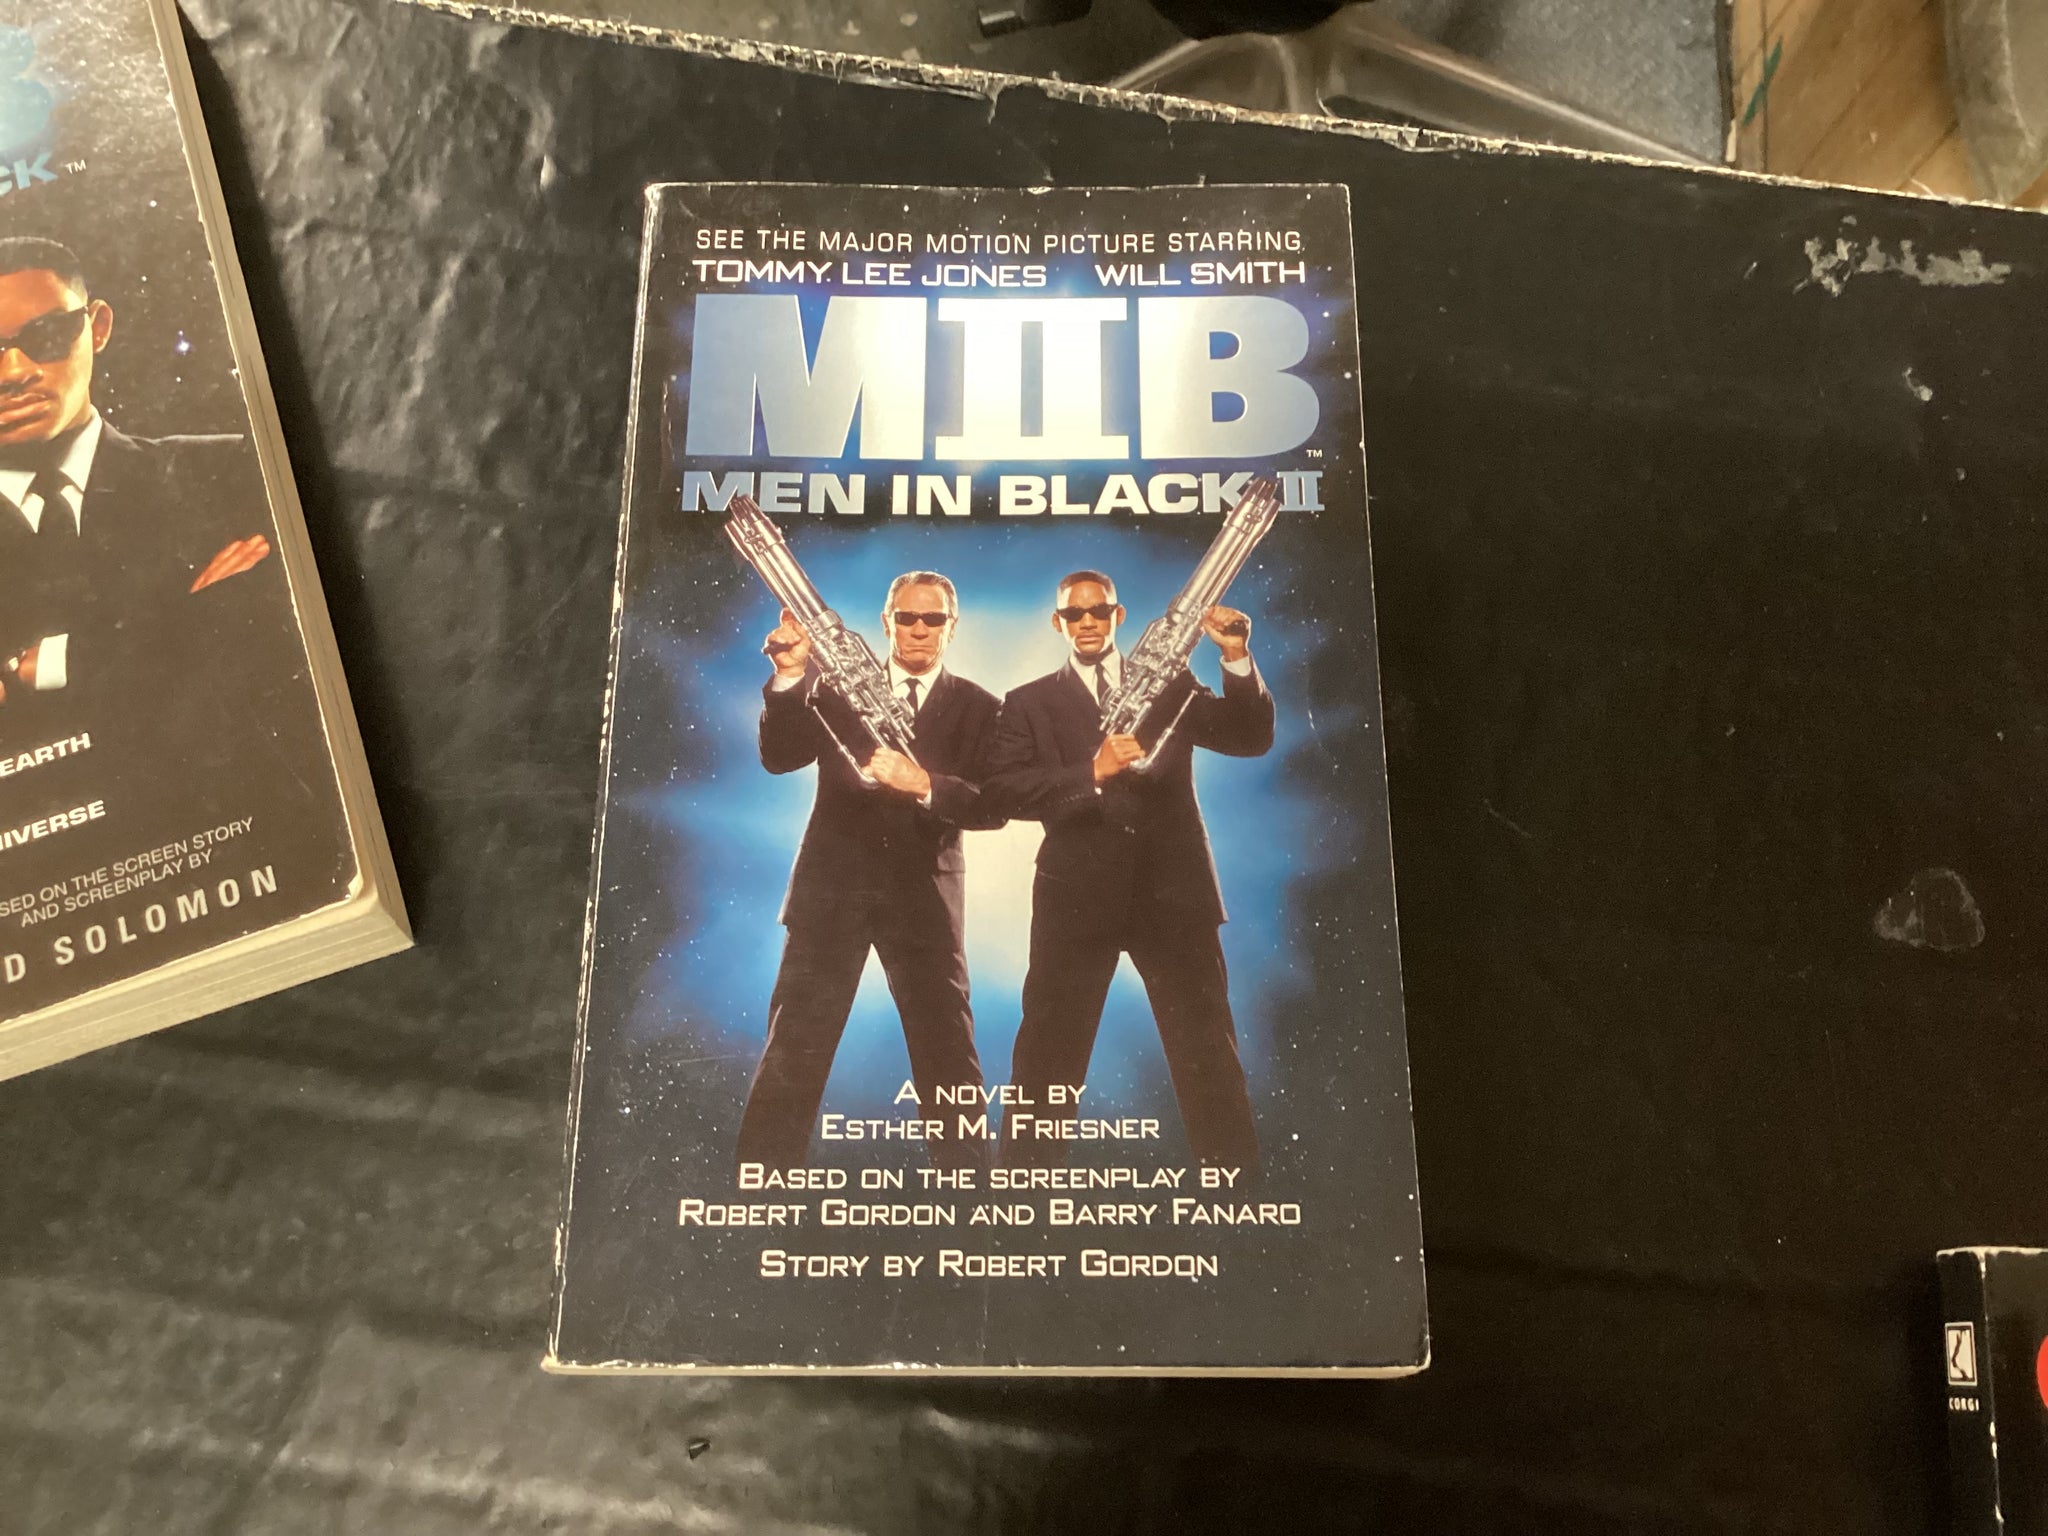 CK™
EARTH
SED ON THE SCREEN STORY
AND SCREENPLAY BY
D SOLOMON
SEE THE MAJOR MOTION PICTURE STARRING
TOMMY LEE JONES WILL SMITH
MIIB™
MEN IN BLACK II
A NOVEL BY
ESTHER M. FRIESNER
BASED ON THE SCREENPLAY BY
ROBERT GORDON AND BARRY FANARO
STORY BY ROBERT GORDON
CORGI